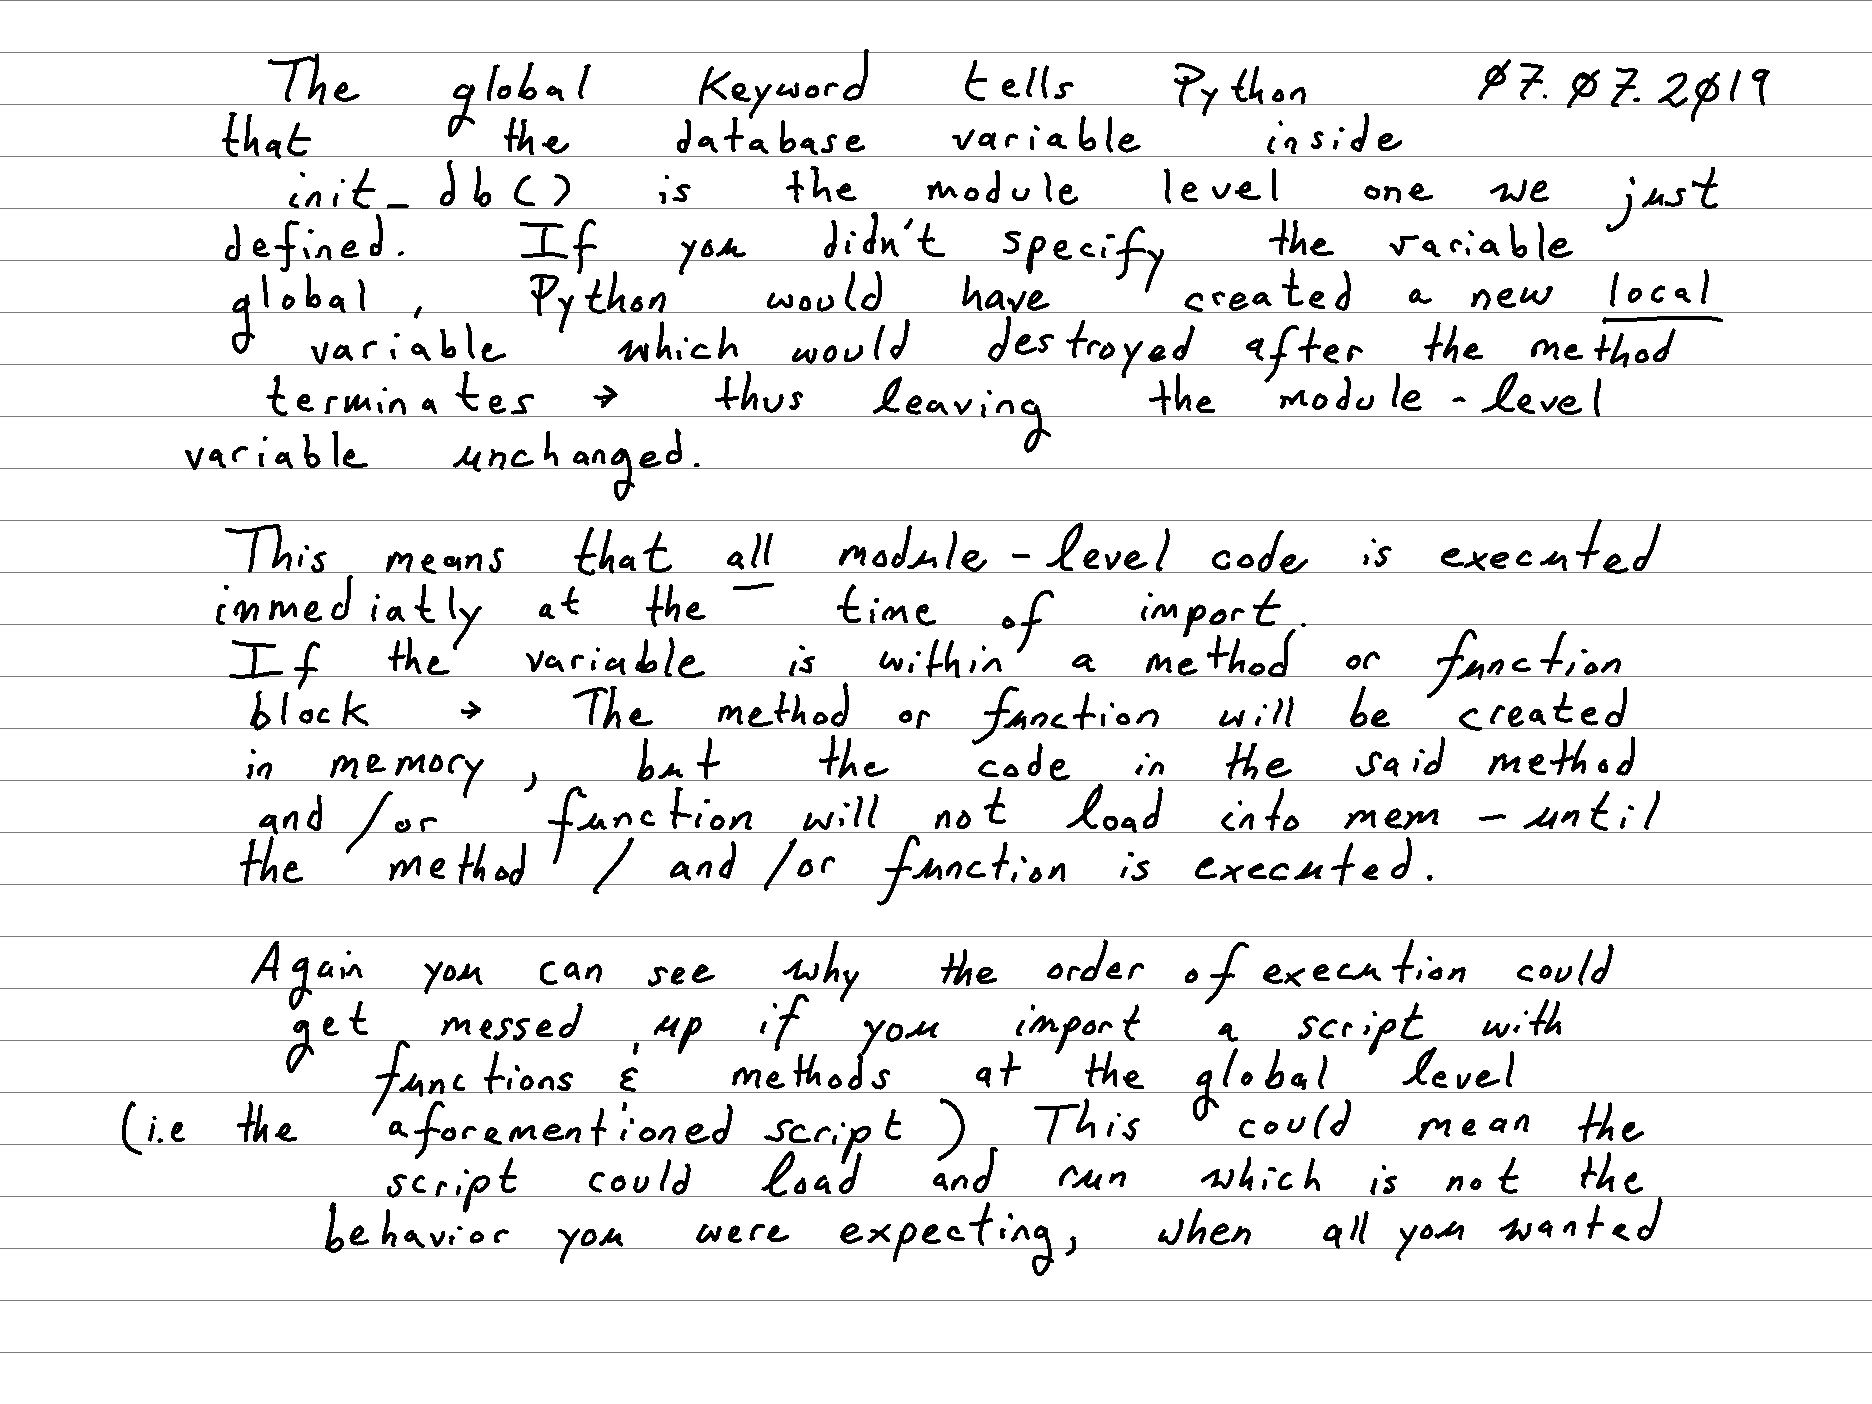 The global Keyword tells Python 07.07.2019
that the database variable inside
init_db() is the module level one we just
defined. If you didn't specify the variable
global, Python would have created a new local
variable which would destroyed after the method
terminates → thus leaving the module-level
variable unchanged.
This means that all module-level code is executed
immediatly at the time of import.
If the variable is within a method or function
block → The method or function will be created
in memory, but the code in the said method
and/or function will not load into mem - until
the method / and/or function is executed.
Again you can see why the order of execution could
get messed up if you import a script with
functions & methods at the global level
(i.e the aforementioned script). This could mean the
script could load and run which is not the
behavior you were expecting, when all you wanted